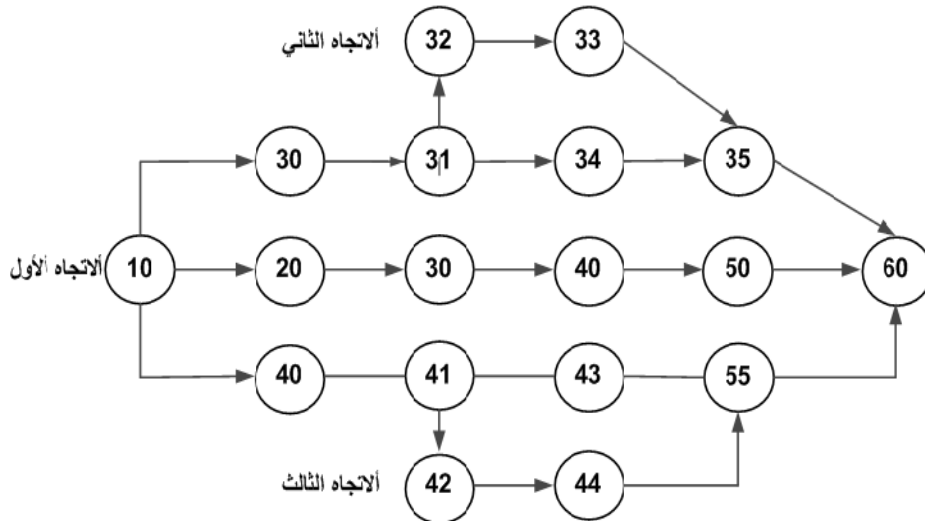 ألاتجاه الثاني 32 33
30 31 34 35
ألاتجاه ألأول 10 20 30 40 50 60
40 41 43 55
ألاتجاه الثالث 42 44